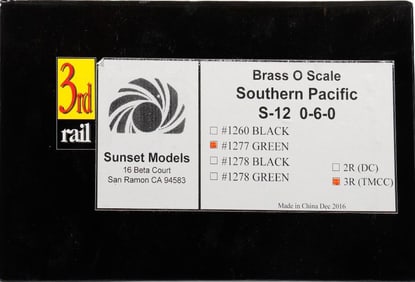 3rd
rail
Sunset Models
16 Beta Court
San Ramon CA 94583
Brass O Scale
Southern Pacific
S-12 0-6-0
#1260 BLACK
#1277 GREEN
#1278 BLACK
#1278 GREEN
2R (DC)
3R (TMCC)
Made in China Dec 2016